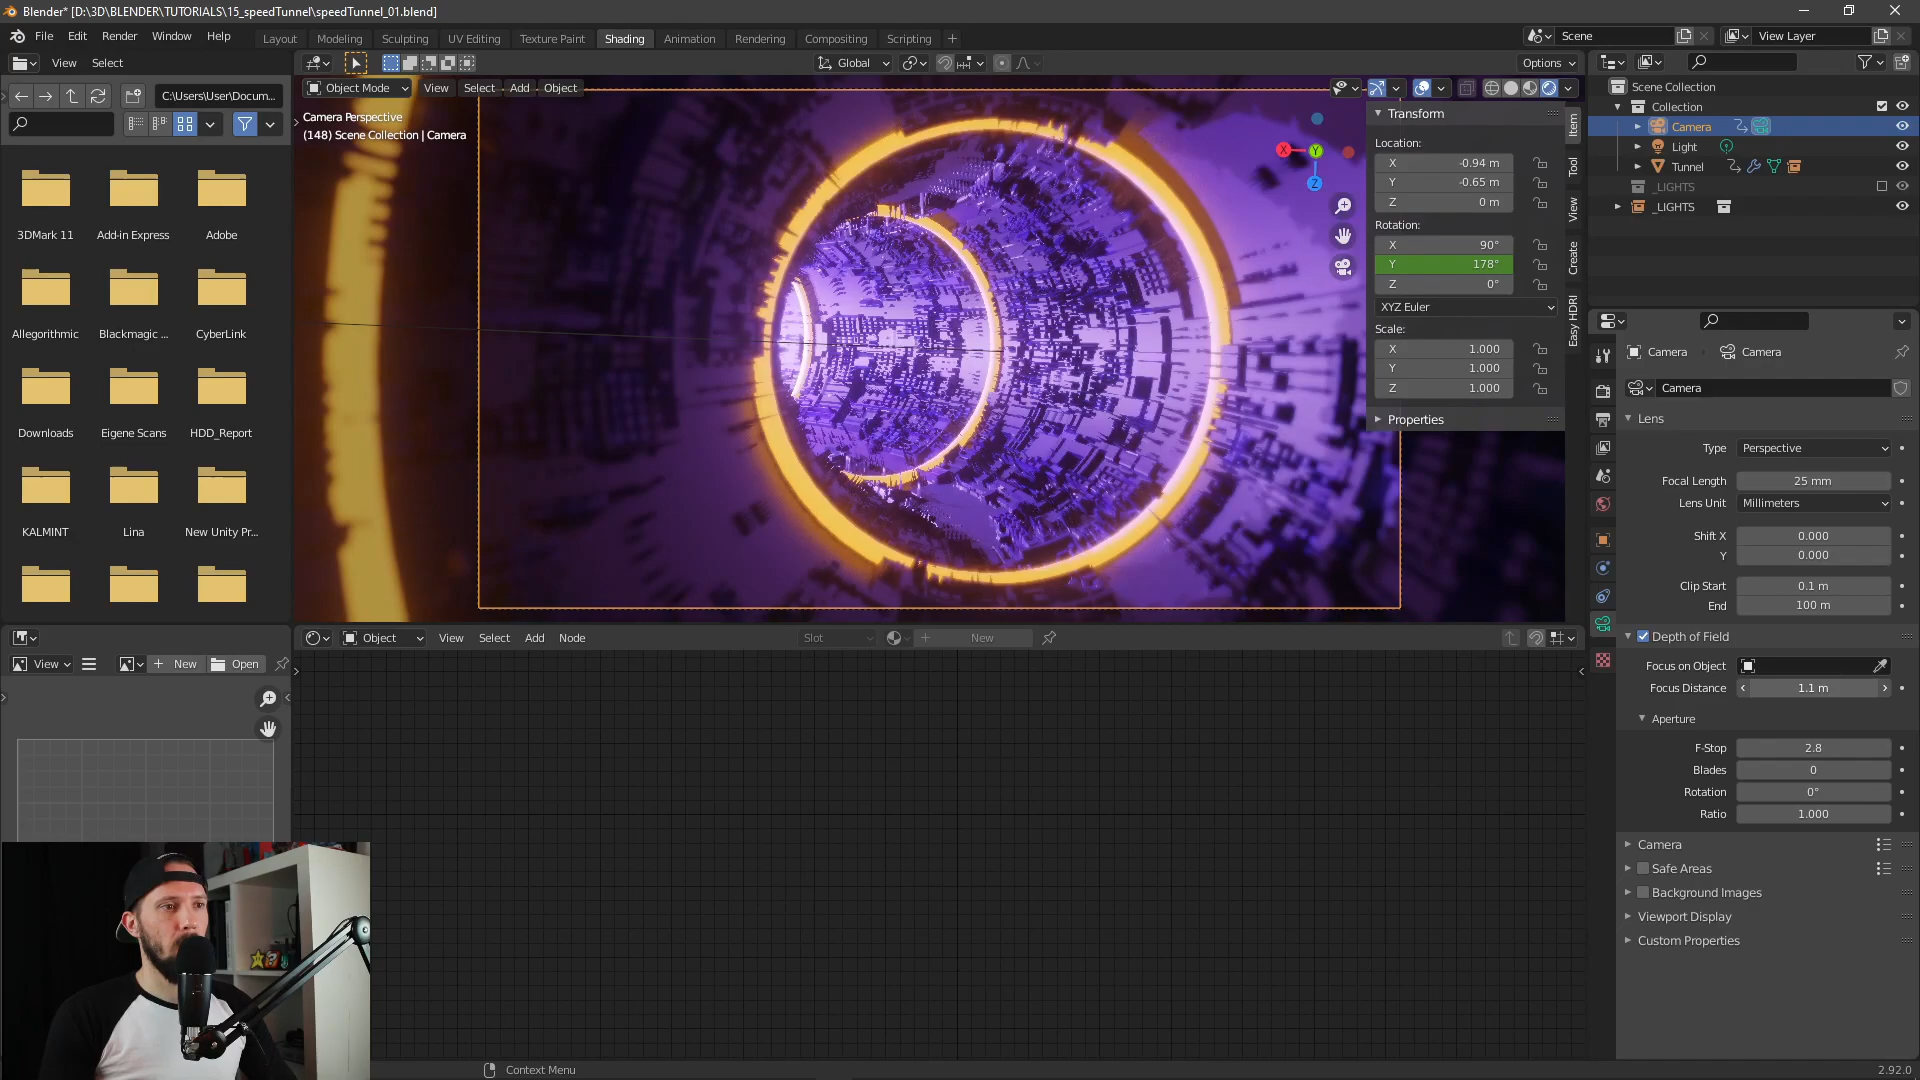 Blender* [D:\3D\BLENDER\TUTORIALS\15_speedTunnel\speedTunnel_01.blend]
File Edit Render Window Help
Layout Modeling Sculpting UV Editing Texture Paint Shading Animation Rendering Compositing Scripting
Scene
View Layer
View Select
Global
Options
C:\Users\User\Docum...
Object Mode View Select Add Object
Camera Perspective
(148) Scene Collection | Camera
3DMark 11 Add-in Express Adobe
Allegorithmic Blackmagic ... CyberLink
Downloads Eigene Scans HDD_Report
KALMINT Lina New Unity Pr...
X Y Z
Transform
Location:
X -0.94 m
Y -0.65 m
Z 0 m
Rotation:
X 90°
Y 178°
Z 0°
XYZ Euler
Scale:
X 1.000
Y 1.000
Z 1.000
Properties
Item
Tool
View
Create
Easy HDRI
Scene Collection
Collection
Camera
Light
Tunnel
_LIGHTS
_LIGHTS
Camera Camera
Camera
Lens
Type Perspective
Focal Length 25 mm
Lens Unit Millimeters
Shift X 0.000
Y 0.000
Clip Start 0.1 m
End 100 m
Depth of Field
Focus on Object
Focus Distance 1.1 m
Aperture
F-Stop 2.8
Blades 0
Rotation 0°
Ratio 1.000
Camera
Safe Areas
Background Images
Viewport Display
Custom Properties
Object View Select Add Node Slot New
View New Open
Context Menu
2.92.0